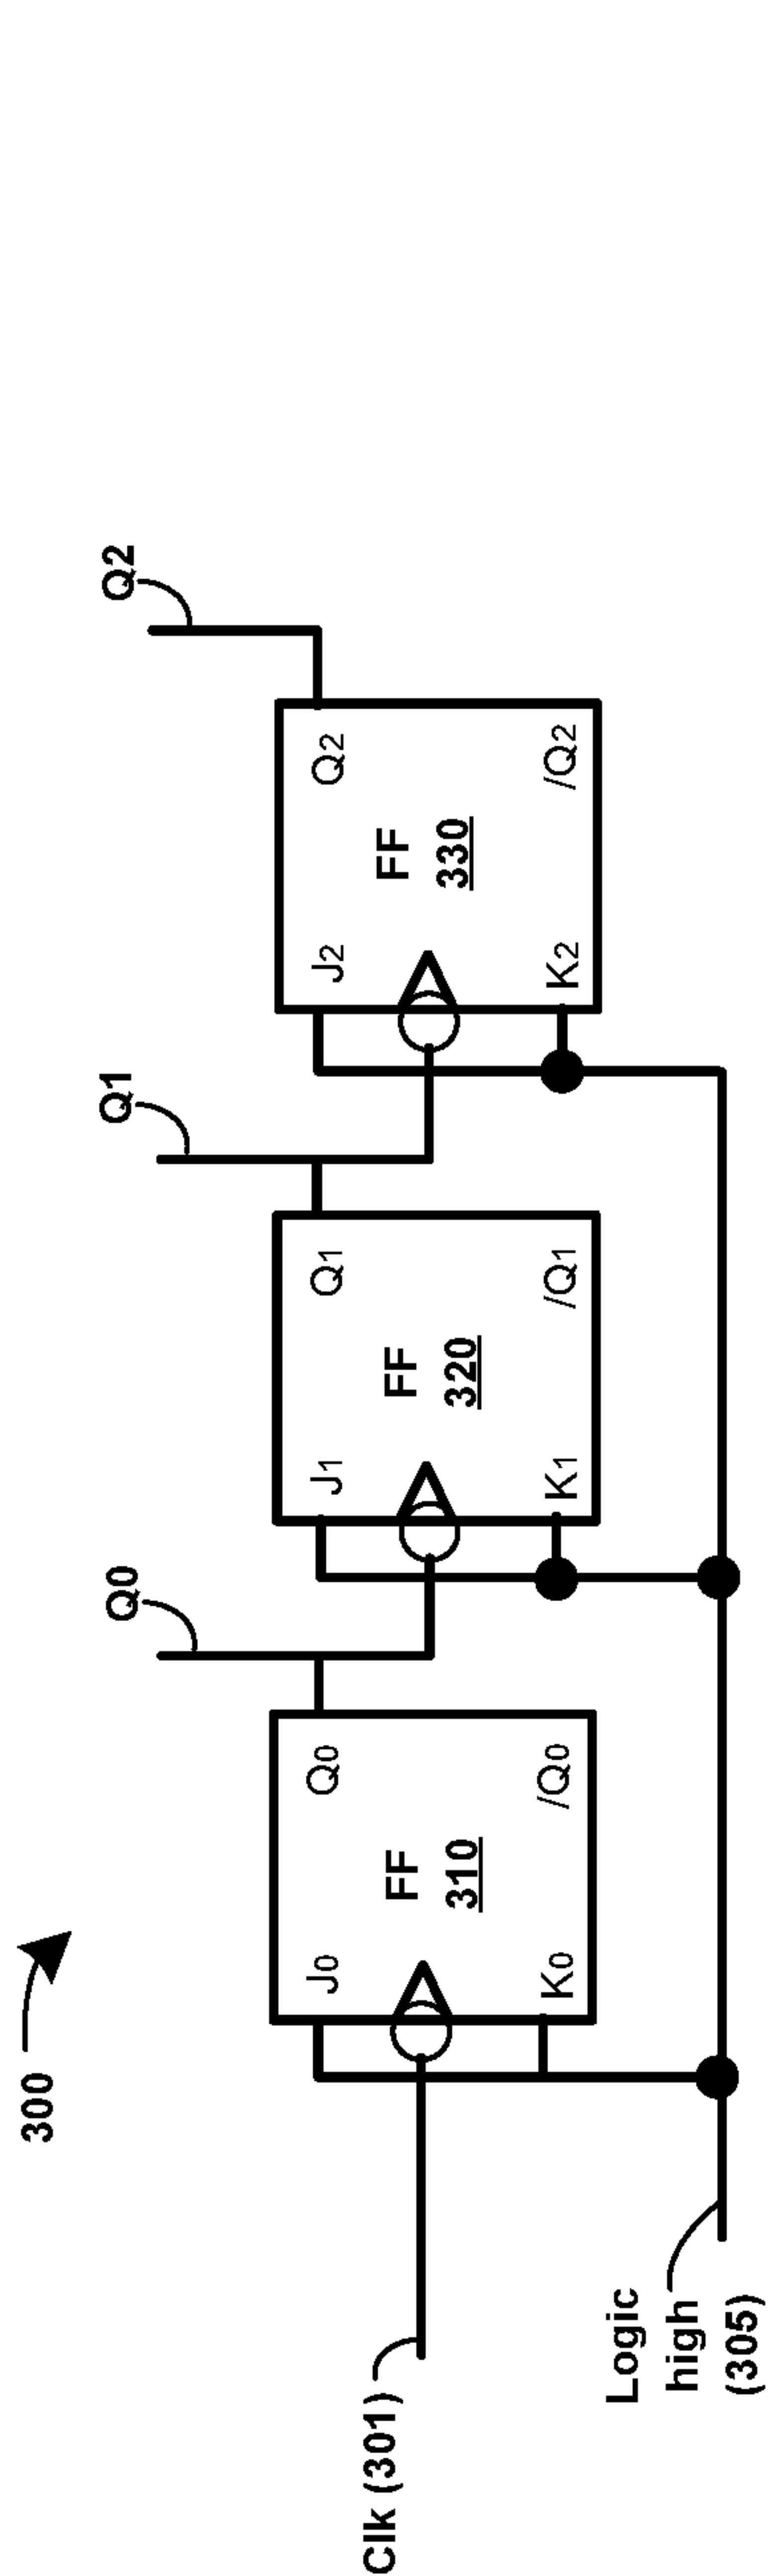 300
Q0
Q1
Q2
J0
Q0
FF
310
K0
/Q0
J1
Q1
FF
320
K1
/Q1
J2
Q2
FF
330
K2
/Q2
Clk (301)
Logic
high
(305)